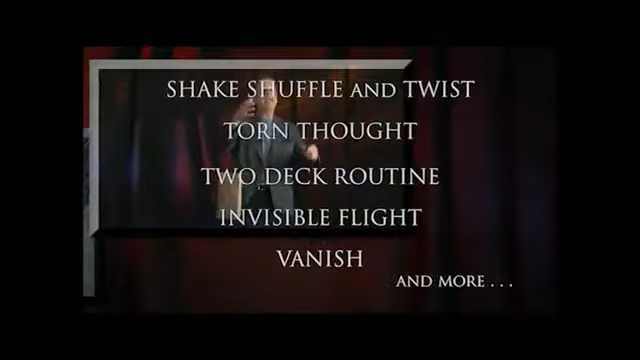 SHAKE SHUFFLE AND TWIST
TORN THOUGHT
TWO DECK ROUTINE
INVISIBLE FLIGHT
VANISH
AND MORE . . .